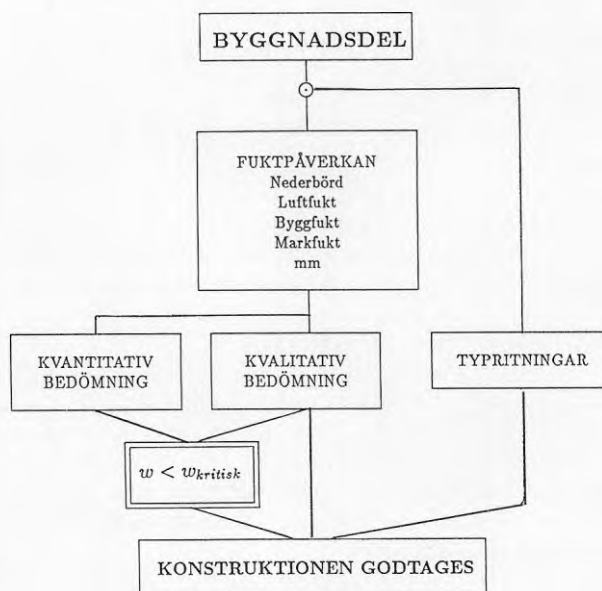 BYGGNADSDEL
FUKTPÅVERKAN
Nederbörd
Luftfukt
Byggfukt
Markfukt
mm
KVANTITATIV
BEDÖMNING
KVALITATIV
BEDÖMNING
TYPRITNINGAR
w < w_kritisk
KONSTRUKTIONEN GODTAGES